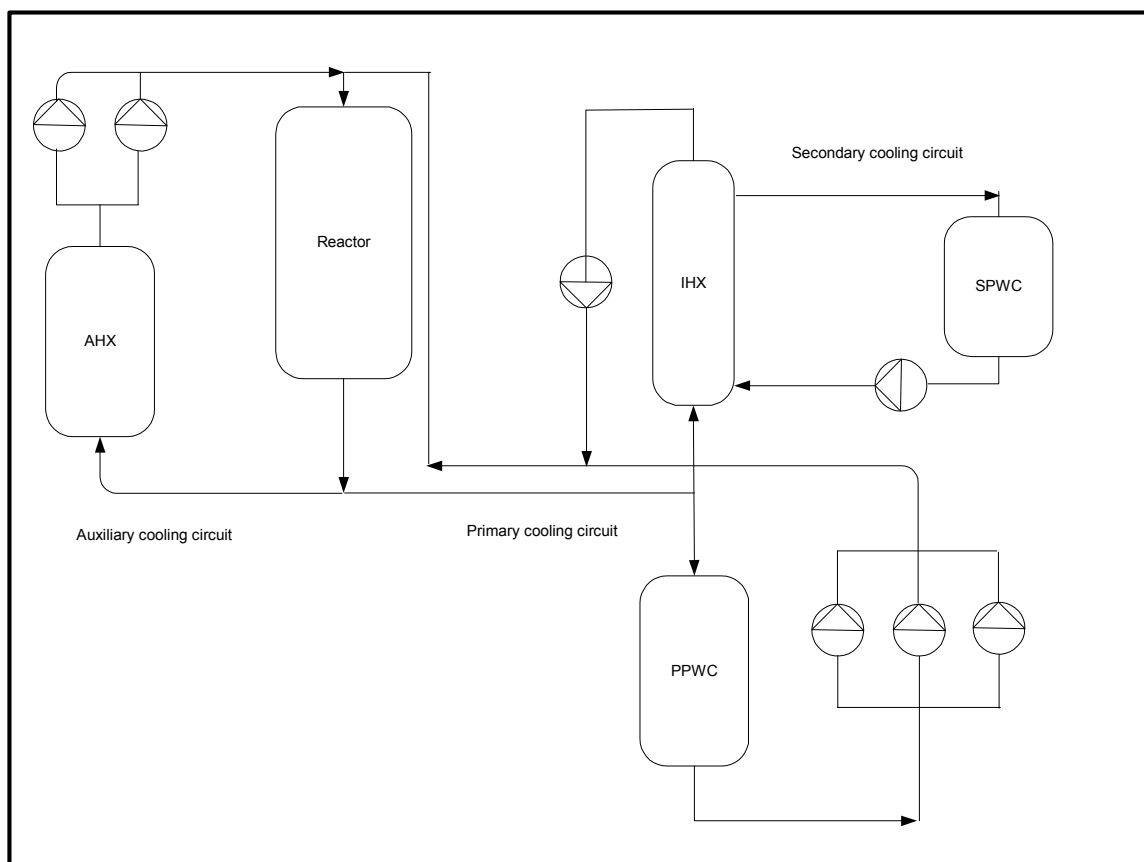 Secondary cooling circuit
Reactor
IHX
SPWC
AHX
Auxiliary cooling circuit
Primary cooling circuit
PPWC